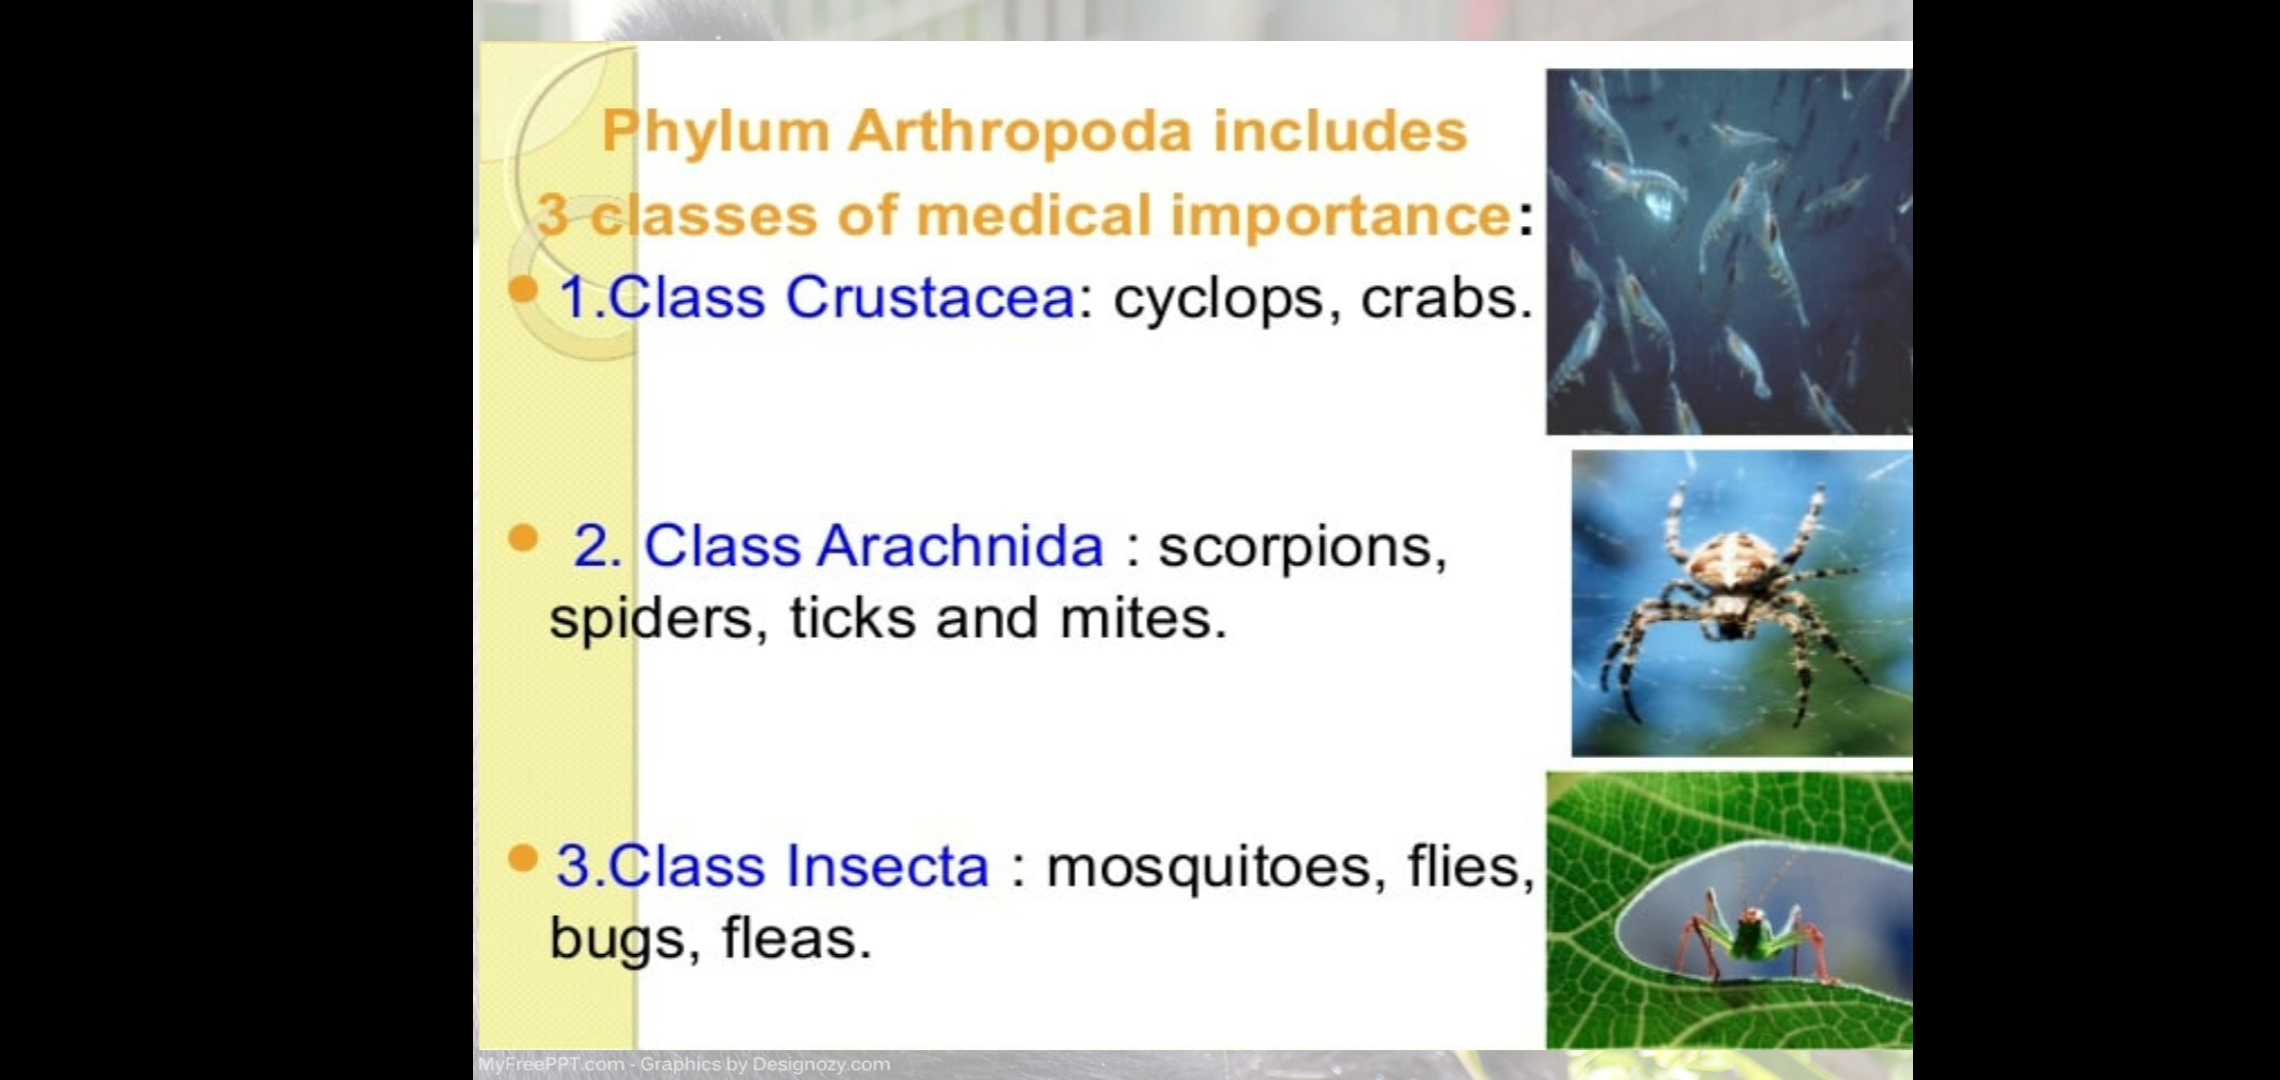 Phylum Arthropoda includes
3 classes of medical importance:
1.Class Crustacea: cyclops, crabs.
2. Class Arachnida : scorpions,
spiders, ticks and mites.
3.Class Insecta : mosquitoes, flies,
bugs, fleas.
MyFreePPT.com - Graphics by Designozy.com